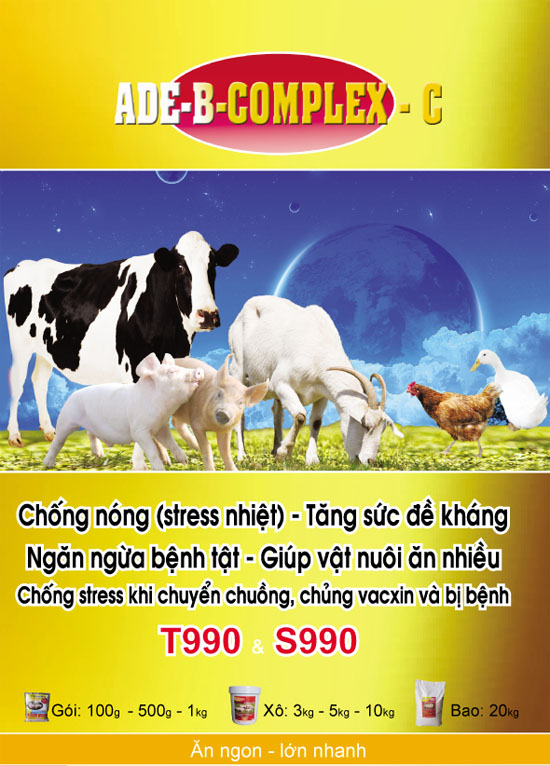 ADE-B-COMPLEX - C
Chống nóng (stress nhiệt) - Tăng sức đề kháng
Ngăn ngừa bệnh tật - Giúp vật nuôi ăn nhiều
Chống stress khi chuyển chuồng, chủng vacxin và bị bệnh
T990 & S990
Gói: 100g - 500g - 1kg Xô: 3kg - 5kg - 10kg Bao: 20kg
Ăn ngon - lớn nhanh